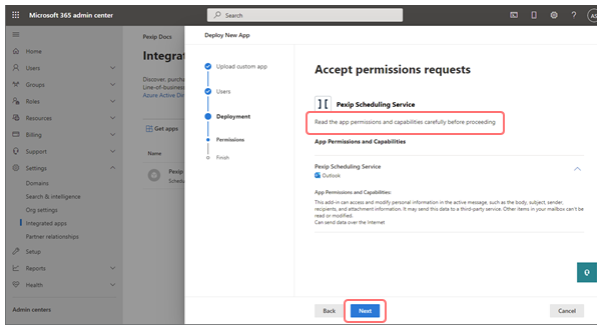 Microsoft 365 admin center
Search
AS
Home
Users
Groups
Roles
Resources
Billing
Support
Settings
Domains
Search & intelligence
Org settings
Integrated apps
Partner relationships
Setup
Reports
Health
Admin centers
Pexip Docs
Integrat
Discover, purcha
Line-of-business
Azure Active Dir
Get apps
Name
Pexip
Schedu
Deploy New App
Upload custom app
Users
Deployment
Permissions
Finish
Accept permissions requests
Pexip Scheduling Service
Read the app permissions and capabilities carefully before proceeding
App Permissions and Capabilities
Pexip Scheduling Service
Outlook
App Permissions and Capabilities:
This add-in can access and modify personal information in the active message, such as the body, subject, sender,
recipients, and attachment information. It may send this data to a third-party service. Other items in your mailbox can't be
read or modified.
Can send data over the Internet
Back
Next
Cancel